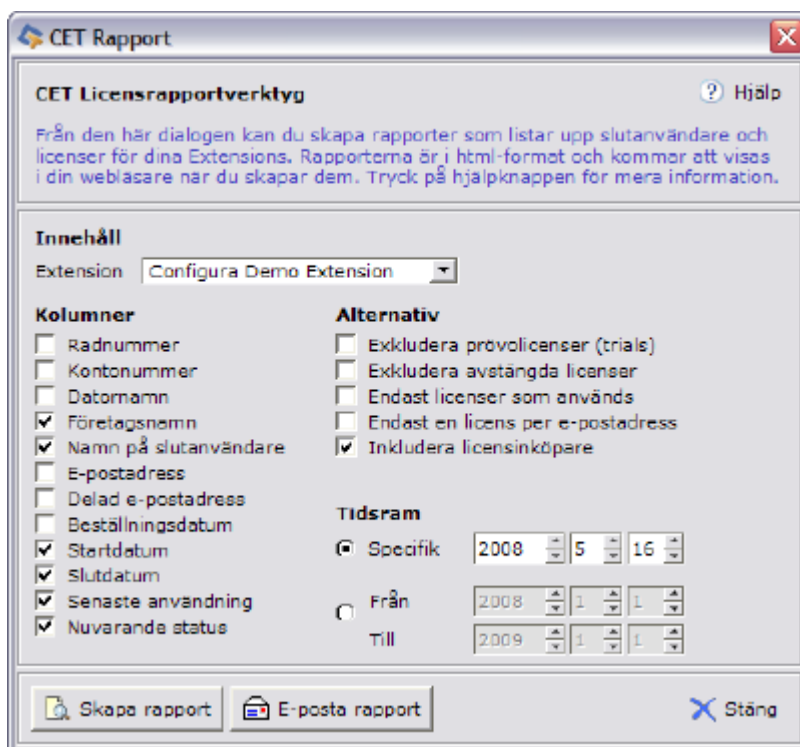 CET Rapport
CET Licensrapportverktyg
Hjälp
Från den här dialogen kan du skapa rapporter som listar upp slutanvändare och
licenser för dina Extensions. Rapporterna är i html-format och kommar att visas
i din webläsare när du skapar dem. Tryck på hjälpknappen för mera information.
Innehåll
Extension Configura Demo Extension
Kolumner
Radnummer
Kontonummer
Datornamn
Företagsnamn
Namn på slutanvändare
E-postadress
Delad e-postadress
Beställningsdatum
Startdatum
Slutdatum
Senaste användning
Nuvarande status
Alternativ
Exkludera prövolicenser (trials)
Exkludera avstängda licenser
Endast licenser som används
Endast en licens per e-postadress
Inkludera licensinköpare
Tidsram
Specifik 2008 5 16
Från 2008 1 1
Till 2009 1 1
Skapa rapport
E-posta rapport
Stäng